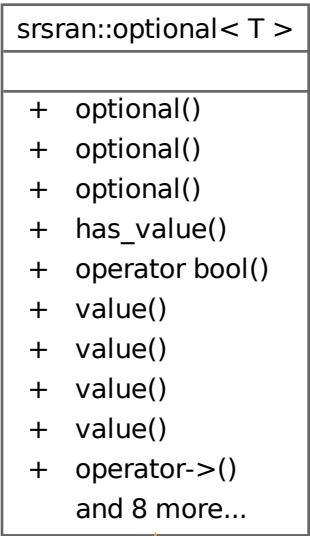 srsran::optional< T >
+ optional()
+ optional()
+ optional()
+ has_value()
+ operator bool()
+ value()
+ value()
+ value()
+ value()
+ operator->()
and 8 more...